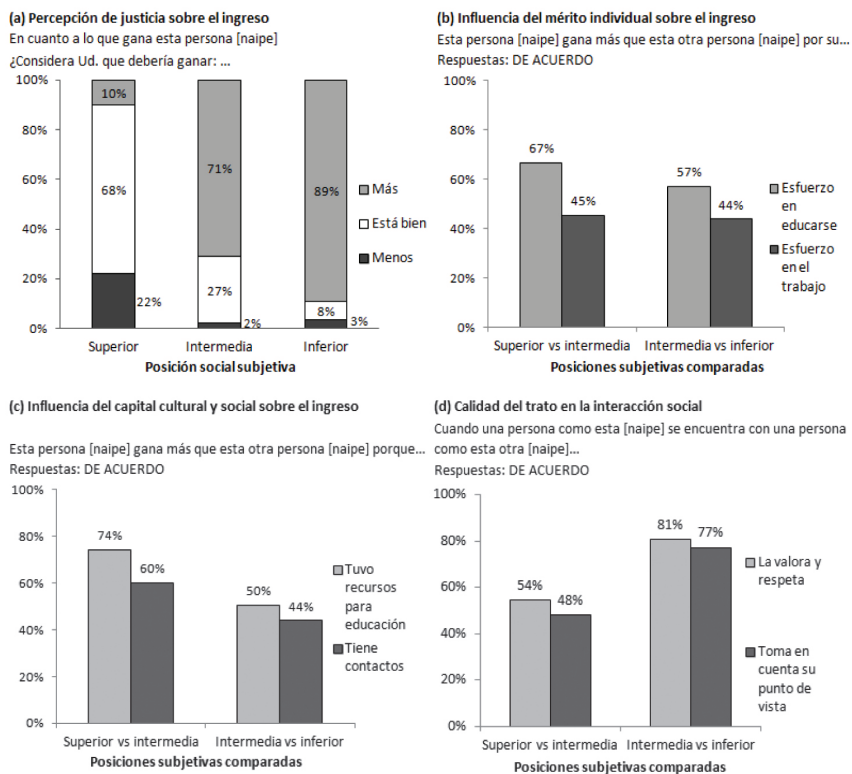 (a) Percepción de justicia sobre el ingreso
En cuanto a lo que gana esta persona [naipe]
¿Considera Ud. que debería ganar: ...
100%
80%
60%
40%
20%
0%
10%
68%
22%
71%
27%
2%
89%
8%
3%
Más
Está bien
Menos
Superior
Intermedia
Inferior
Posición social subjetiva
(b) Influencia del mérito individual sobre el ingreso
Esta persona [naipe] gana más que esta otra persona [naipe] por su...
Respuestas: DE ACUERDO
100%
80%
60%
40%
20%
0%
67%
45%
57%
44%
Esfuerzo
en
educarse
Esfuerzo
en el
trabajo
Superior vs intermedia
Intermedia vs inferior
Posiciones subjetivas comparadas
(c) Influencia del capital cultural y social sobre el ingreso
Esta persona [naipe] gana más que esta otra persona [naipe] porque...
Respuestas: DE ACUERDO
100%
80%
60%
40%
20%
0%
74%
60%
50%
44%
Tuvo
recursos
para
educación
Tiene
contactos
Superior vs intermedia
Intermedia vs inferior
Posiciones subjetivas comparadas
(d) Calidad del trato en la interacción social
Cuando una persona como esta [naipe] se encuentra con una persona
como esta otra [naipe]...
Respuestas: DE ACUERDO
100%
80%
60%
40%
20%
0%
54%
48%
81%
77%
La valora y
respeta
Toma en
cuenta su
punto de
vista
Superior vs intermedia
Intermedia vs inferior
Posiciones subjetivas comparadas